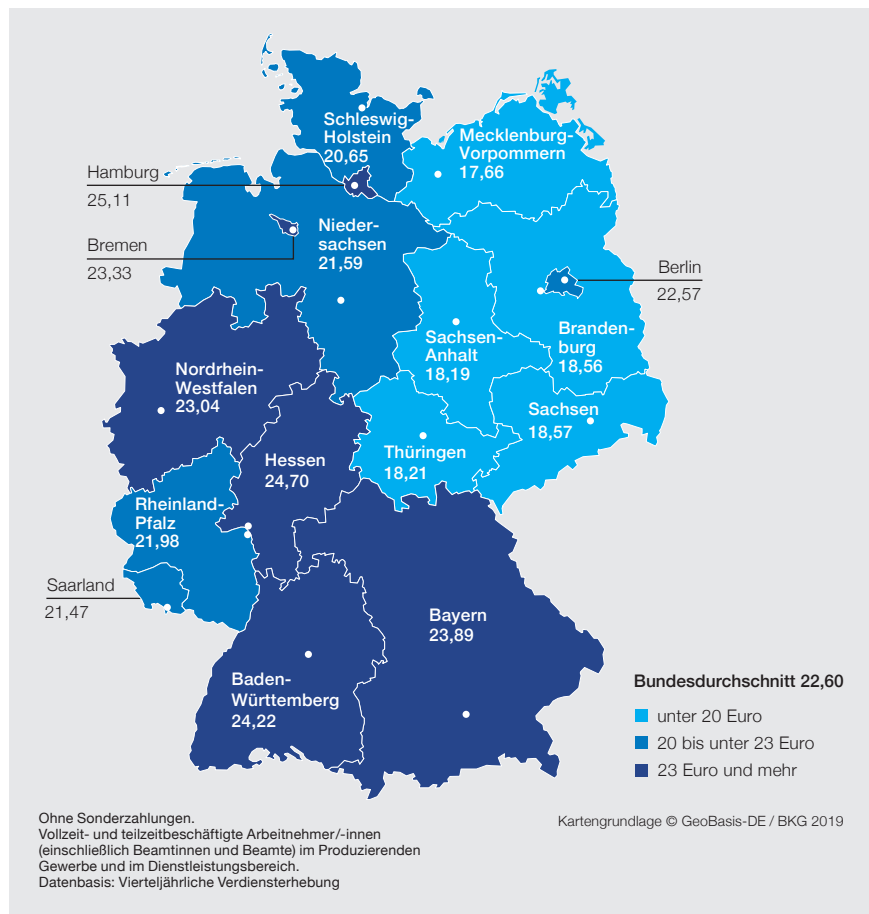 Schleswig-
Holstein
20,65
Mecklenburg-
Vorpommern
17,66
Hamburg
25,11
Bremen
23,33
Nieder-
sachsen
21,59
Berlin
22,57
Sachsen-
Anhalt
18,19
Branden-
burg
18,56
Nordrhein-
Westfalen
23,04
Sachsen
18,57
Hessen
24,70
Thüringen
18,21
Rheinland-
Pfalz
21,98
Saarland
21,47
Bayern
23,89
Baden-
Württemberg
24,22
Bundesdurchschnitt 22,60
unter 20 Euro
20 bis unter 23 Euro
23 Euro und mehr
Ohne Sonderzahlungen.
Vollzeit- und teilzeitbeschäftigte Arbeitnehmer/-innen
(einschließlich Beamtinnen und Beamte) im Produzierenden
Gewerbe und im Dienstleistungsbereich.
Datenbasis: Vierteljährliche Verdiensterhebung
Kartengrundlage © GeoBasis-DE / BKG 2019